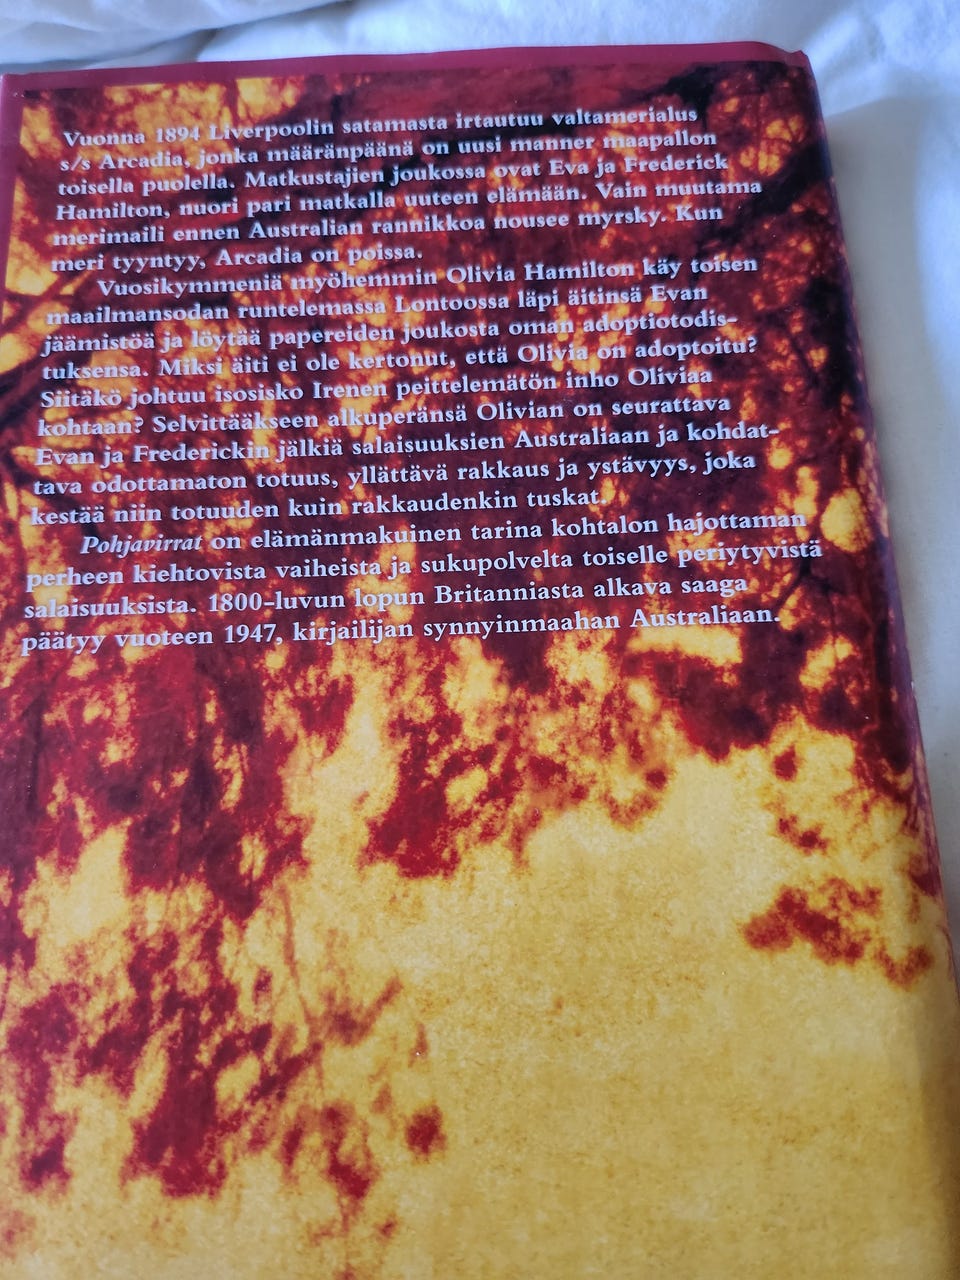 Vuonna 1894 Liverpoolin satamasta irtautuu valtamerialus
s/s Arcadia, jonka määränpäänä on uusi manner maapallon
toisella puolella. Matkustajien joukossa ovat Eva ja Frederick
Hamilton, nuori pari matkalla uuteen elämään. Vain muutama
merimaili ennen Australian rannikkoa nousee myrsky. Kun
meri tyyntyy, Arcadia on poissa.
Vuosikymmeniä myöhemmin Olivia Hamilton käy toisen
maailmansodan runtelemassa Lontoossa läpi äitinsä Evan
jäämistöä ja löytää papereiden joukosta oman adoptiotodis-
tuksensa. Miksi äiti ei ole kertonut, että Olivia on adoptoitu?
Siitäkö johtuu isosisko Irenen peittelemätön inho Oliviaa
kohtaan? Selvittääkseen alkuperänsä Olivian on seurattava
Evan ja Frederickin jälkiä salaisuuksien Australiaan ja kohdat-
tava odottamaton totuus, yllättävä rakkaus ja ystävyys, joka
kestää niin totuuden kuin rakkaudenkin tuskat.
Pohjavirrat on elämänmakuinen tarina kohtalon hajottaman
perheen kiehtovista vaiheista ja sukupolvelta toiselle periytyvistä
salaisuuksista. 1800-luvun lopun Britanniasta alkava saaga
päätyy vuoteen 1947, kirjailijan synnyinmaahan Australiaan.